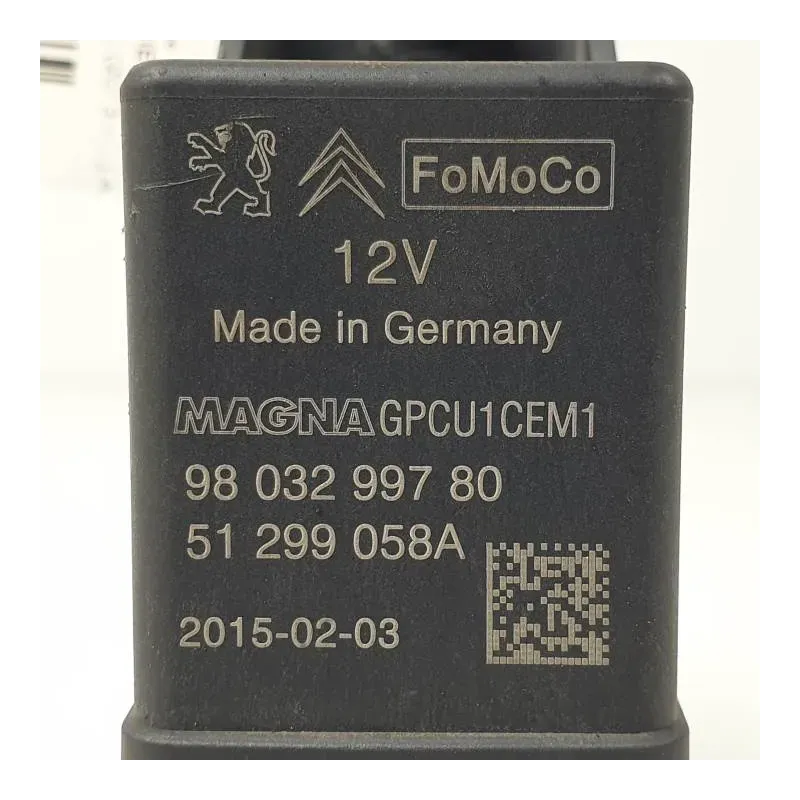 FoMoCo
12V
Made in Germany
MAGNA GPCU1CEM1
98 032 997 80
51 299 058A
2015-02-03